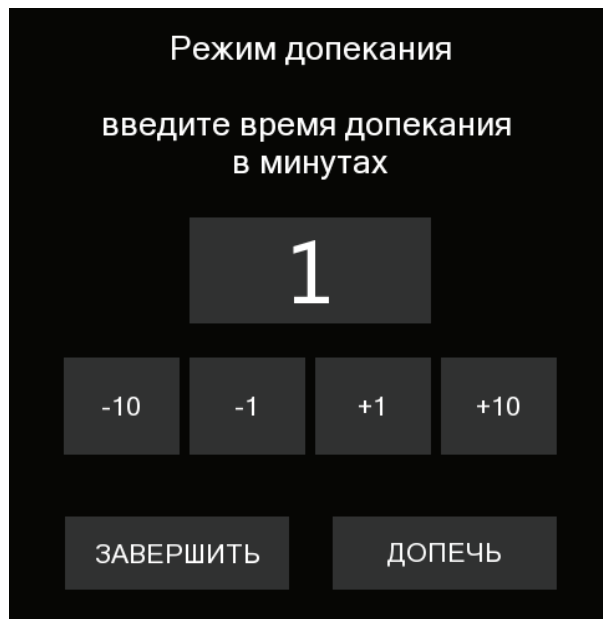 Режим допекания
введите время допекания
в минутах
1
-10 -1 +1 +10
ЗАВЕРШИТЬ ДОПЕЧЬ